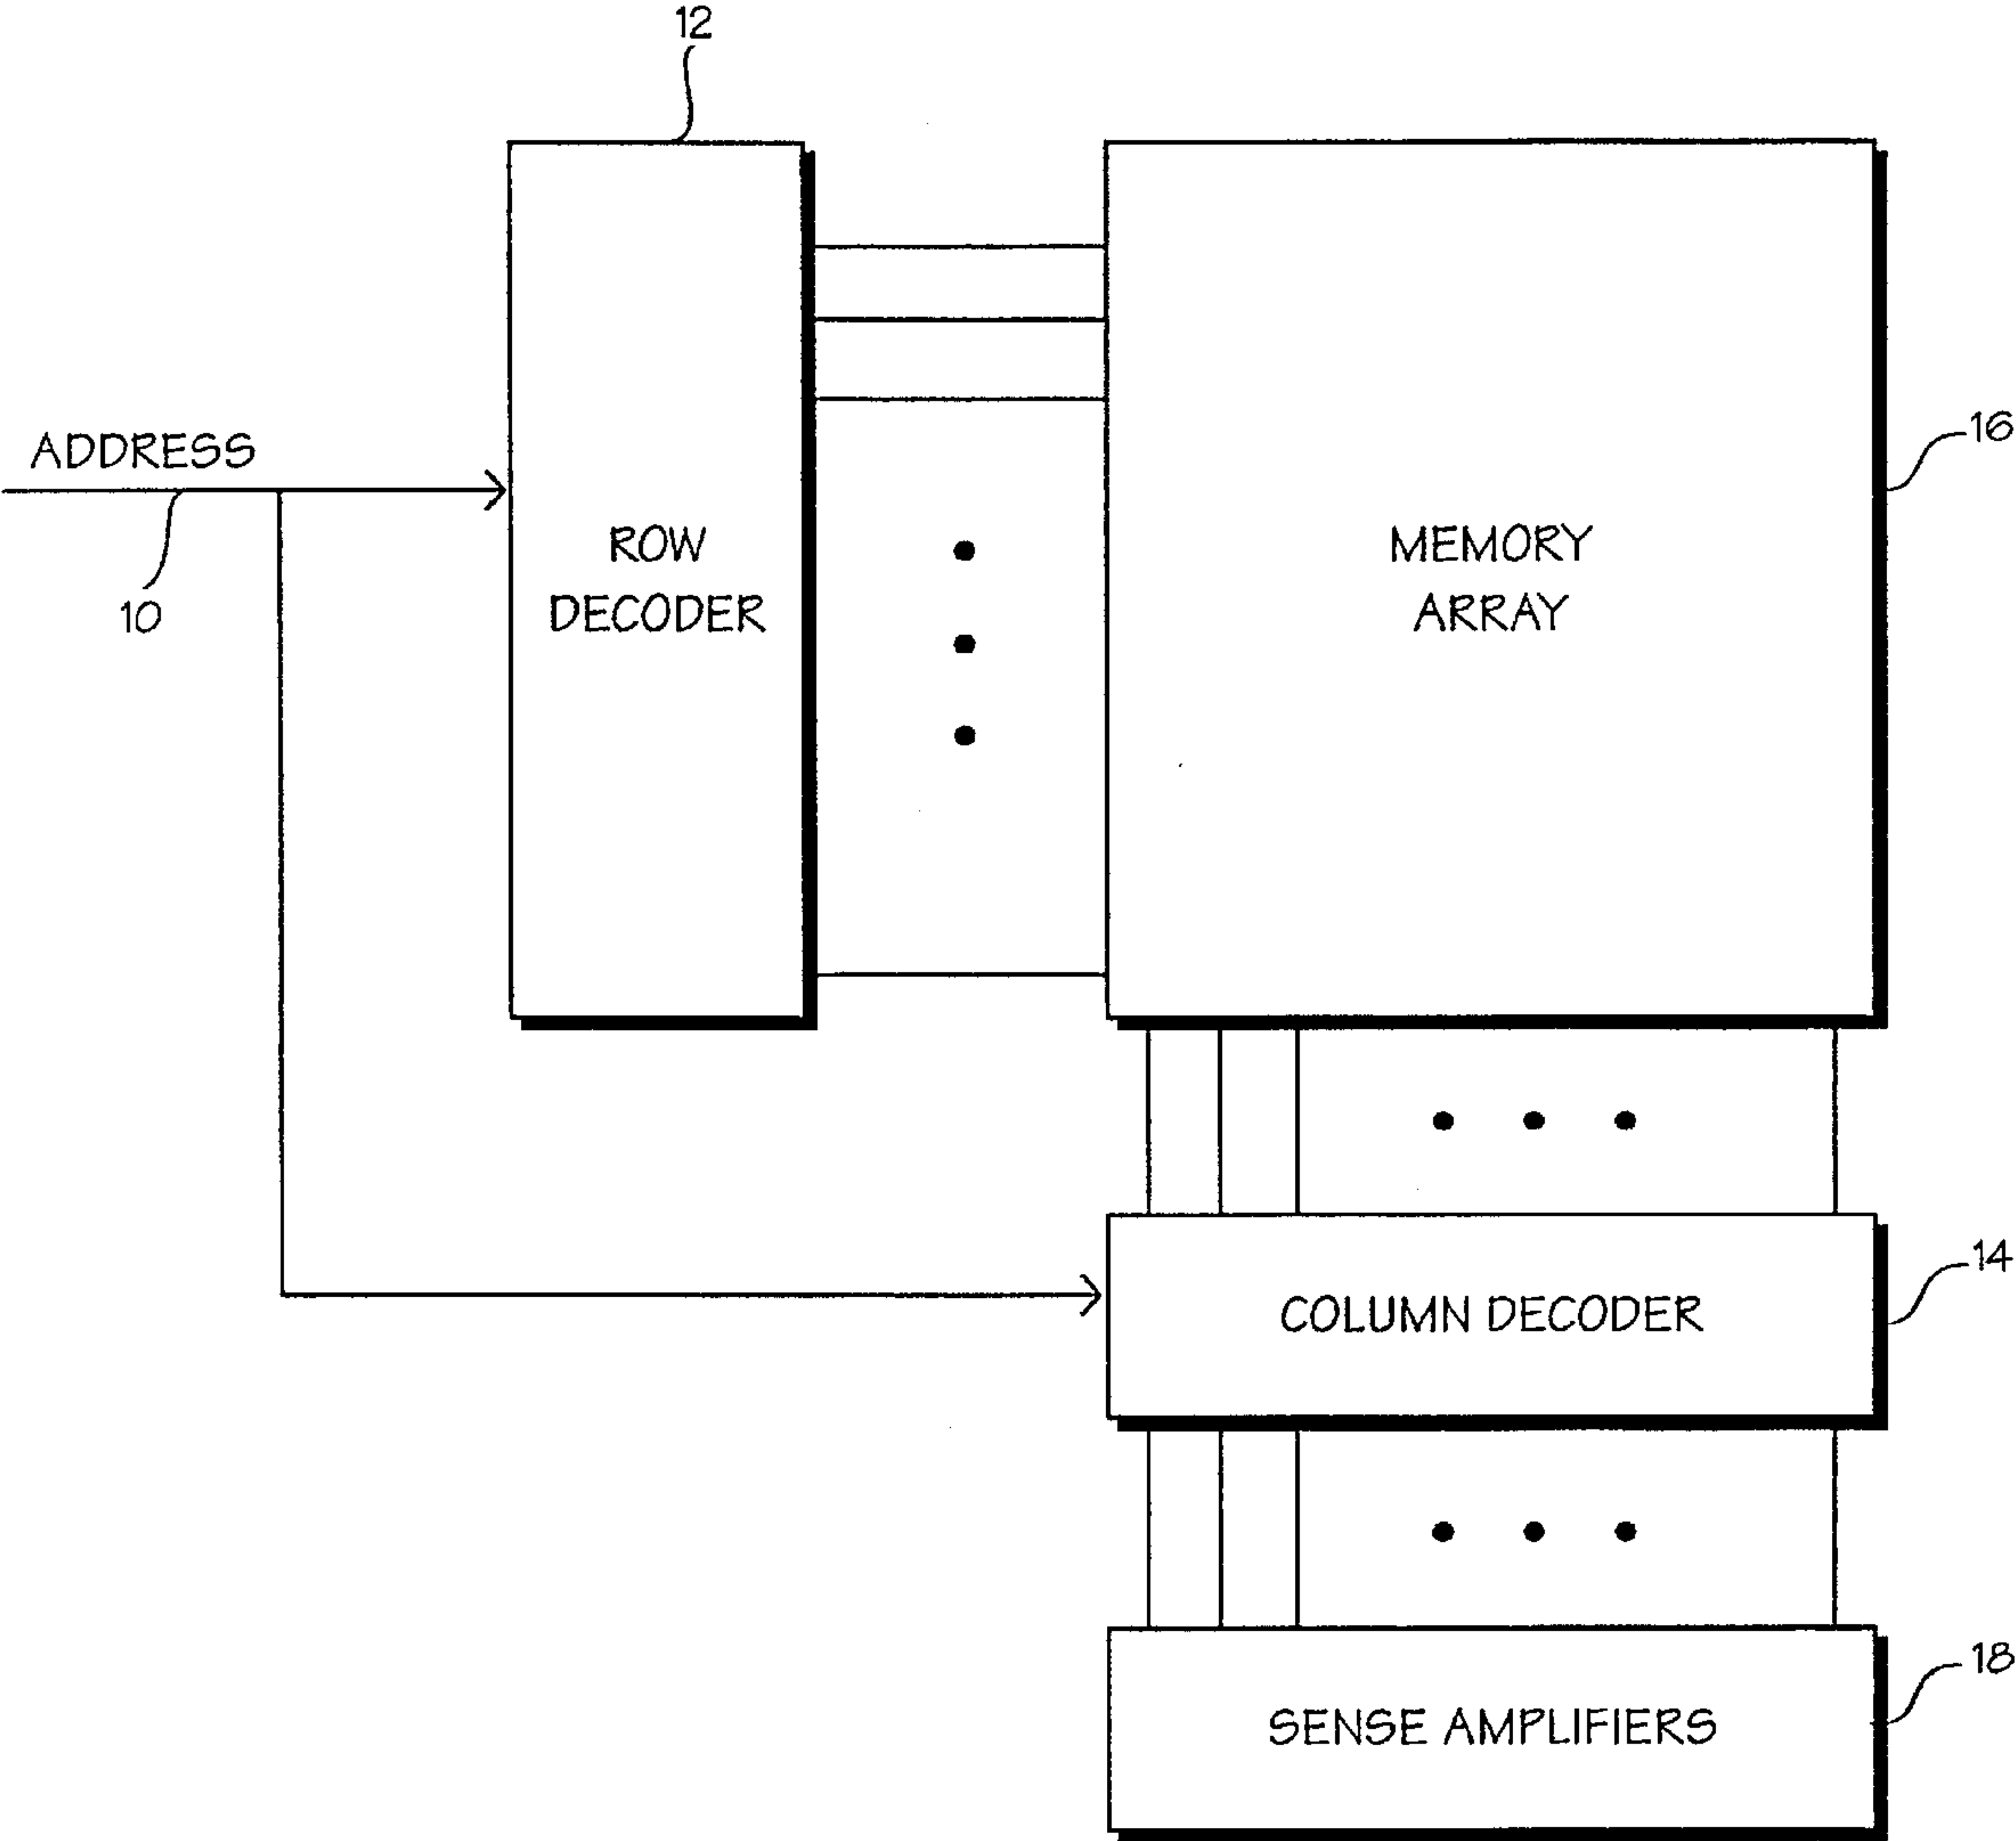 12
ADDRESS
10
ROW
DECODER
MEMORY
ARRAY
16
COLUMN DECODER
14
SENSE AMPLIFIERS
18